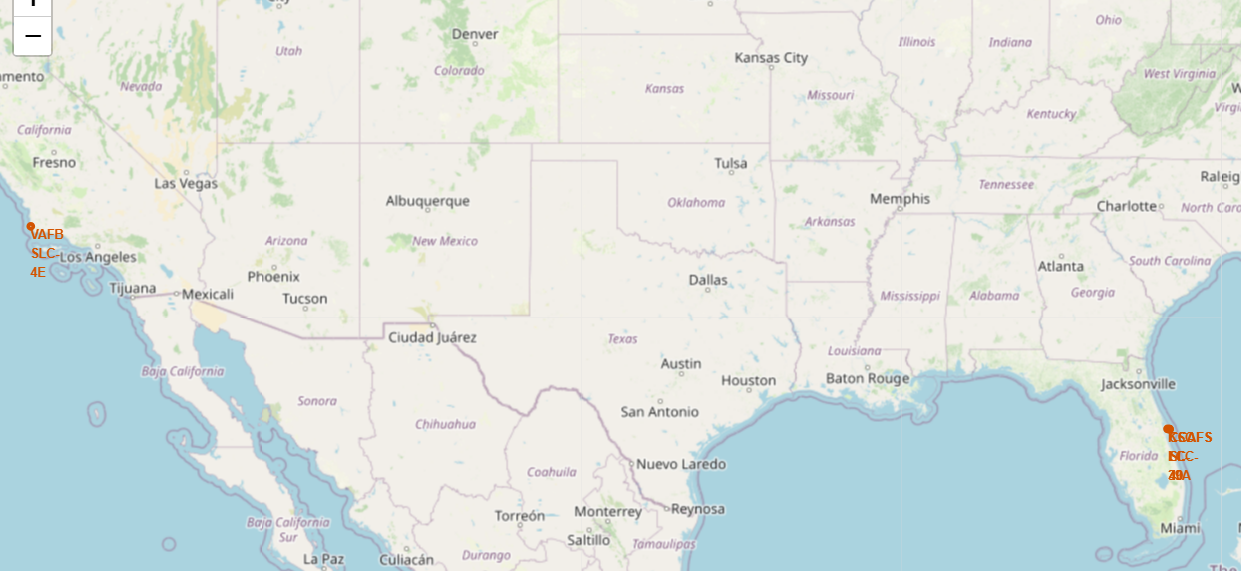 Denver
Utah
Colorado
Nevada
Kansas City
Kansas
Missouri
Illinois
Indiana
Ohio
West Virginia
Kentucky
California
Fresno
Las Vegas
Tulsa
Albuquerque
Oklahoma
Memphis
Tennessee
Charlotte
Arkansas
Arizona
New Mexico
VAFB
SLC-
4E
Los Angeles
Phoenix
Tijuana
Mexicali
Tucson
Dallas
Atlanta
South Carolina
Mississippi
Alabama
Georgia
Ciudad Juárez
Texas
Louisiana
Baja California
Austin
Houston
Baton Rouge
Jacksonville
Sonora
San Antonio
Chihuahua
Florida
Coahuila
Nuevo Laredo
Reynosa
Torreón
Monterrey
Baja California
Sur
Saltillo
Tamaulipas
Durango
Miami
La Paz
Culiacán